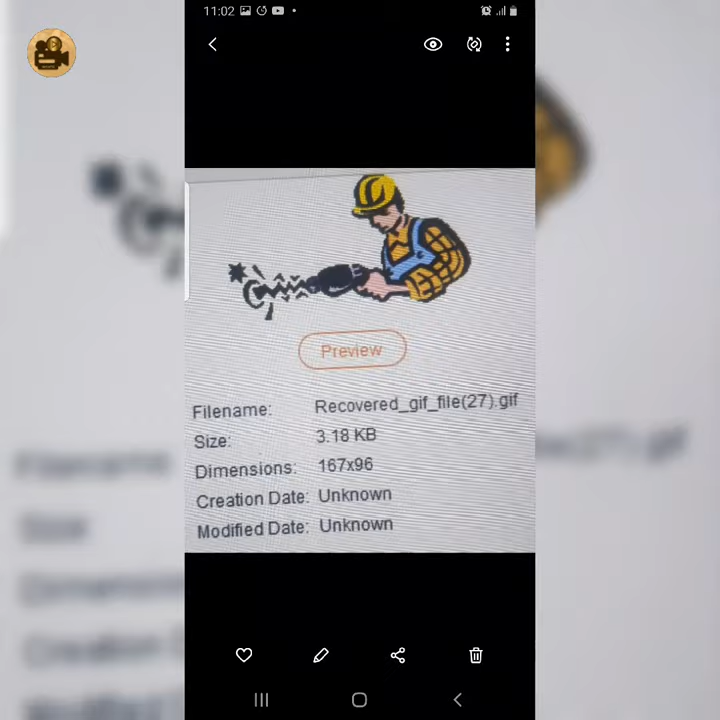 11:02
Preview
Filename: Recovered_gif_file(27).gif
Size: 3.18 KB
Dimensions: 167x96
Creation Date: Unknown
Modified Date: Unknown